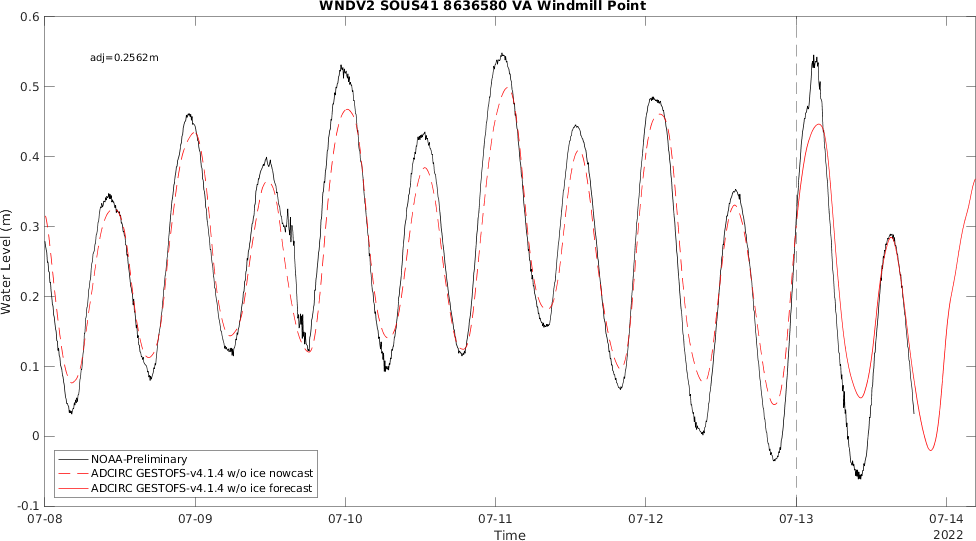 WNDV2 SOUS41 8636580 VA Windmill Point
adj=0.2562m
0.6
0.5
0.4
0.3
0.2
0.1
0
-0.1
Water Level (m)
NOAA-Preliminary
ADCIRC GESTOFS-v4.1.4 w/o ice nowcast
ADCIRC GESTOFS-v4.1.4 w/o ice forecast
07-08 07-09 07-10 07-11 07-12 07-13 07-14
Time
2022